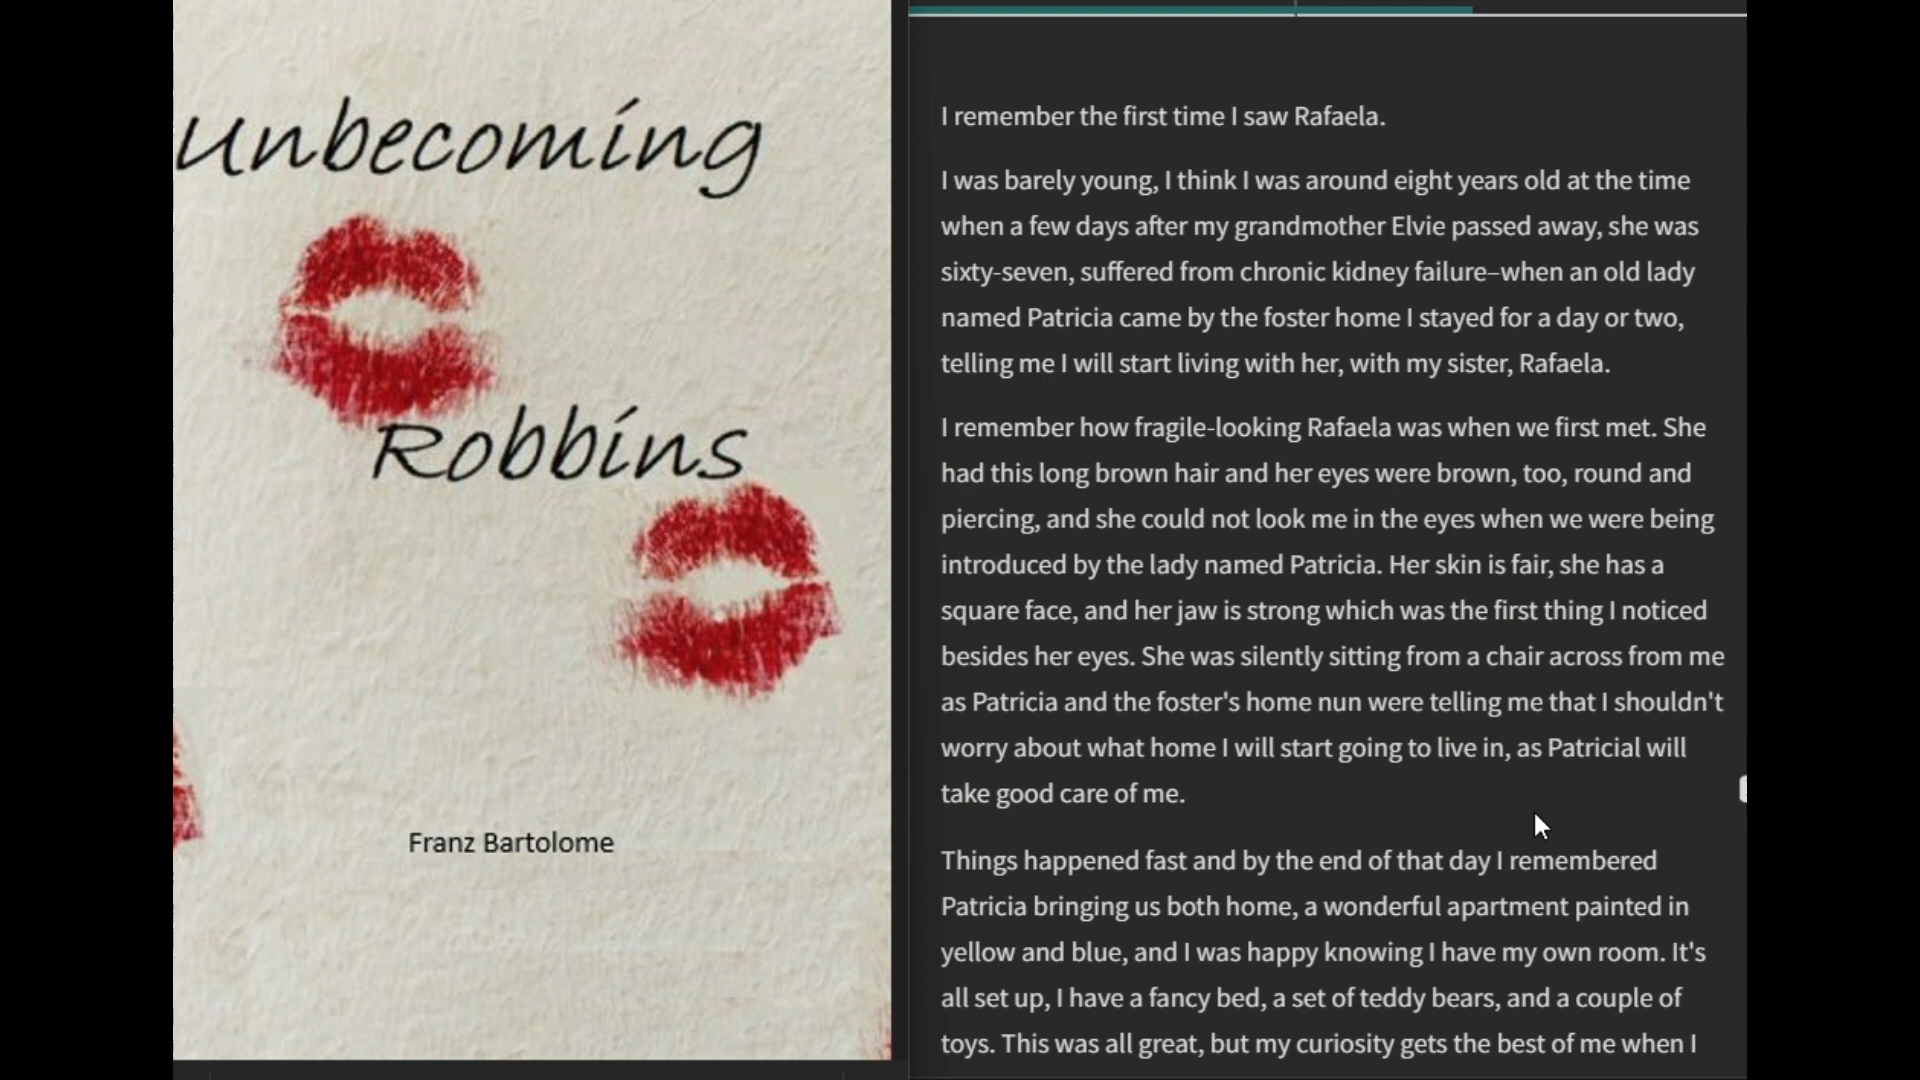 Unbecoming
Robbins
Franz Bartolome
I remember the first time I saw Rafaela.
I was barely young, I think I was around eight years old at the time
when a few days after my grandmother Elvie passed away, she was
sixty-seven, suffered from chronic kidney failure–when an old lady
named Patricia came by the foster home I stayed for a day or two,
telling me I will start living with her, with my sister, Rafaela.
I remember how fragile-looking Rafaela was when we first met. She
had this long brown hair and her eyes were brown, too, round and
piercing, and she could not look me in the eyes when we were being
introduced by the lady named Patricia. Her skin is fair, she has a
square face, and her jaw is strong which was the first thing I noticed
besides her eyes. She was silently sitting from a chair across from me
as Patricia and the foster's home nun were telling me that I shouldn't
worry about what home I will start going to live in, as Patricial will
take good care of me.
Things happened fast and by the end of that day I remembered
Patricia bringing us both home, a wonderful apartment painted in
yellow and blue, and I was happy knowing I have my own room. It's
all set up, I have a fancy bed, a set of teddy bears, and a couple of
toys. This was all great, but my curiosity gets the best of me when I